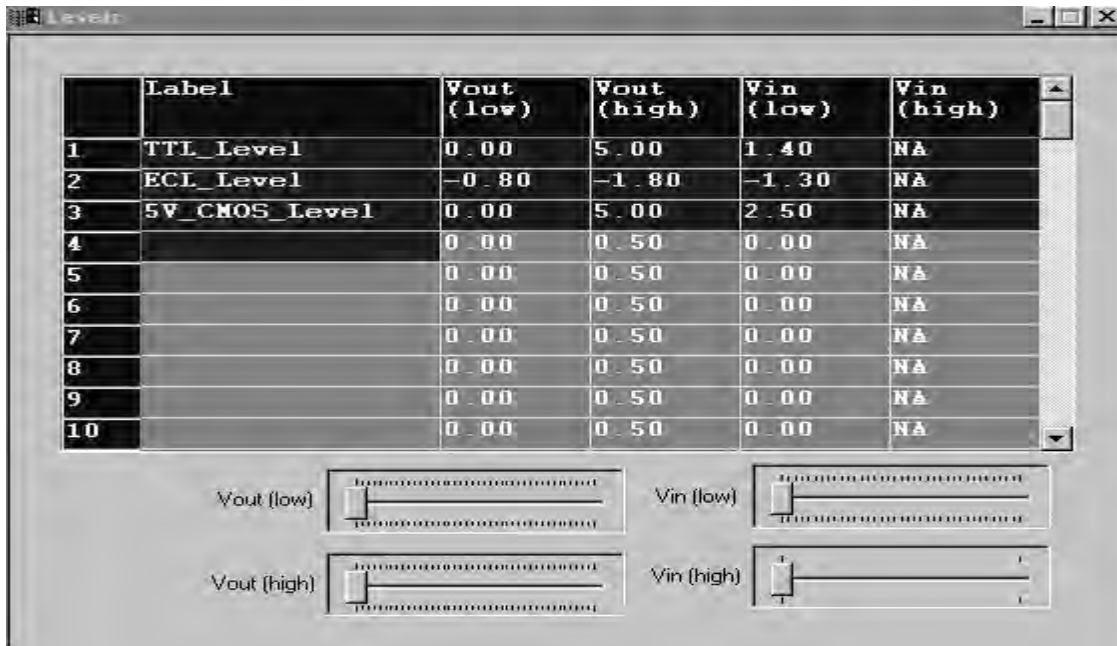 Levels
Label Vout (low) Vout (high) Vin (low) Vin (high)
1 TTL_Level 0.00 5.00 1.40 NA
2 ECL_Level -0.80 -1.80 -1.30 NA
3 5V_CMOS_Level 0.00 5.00 2.50 NA
4 0.00 0.50 0.00 NA
5 0.00 0.50 0.00 NA
6 0.00 0.50 0.00 NA
7 0.00 0.50 0.00 NA
8 0.00 0.50 0.00 NA
9 0.00 0.50 0.00 NA
10 0.00 0.50 0.00 NA
Vout (low) Vin (low)
Vout (high) Vin (high)